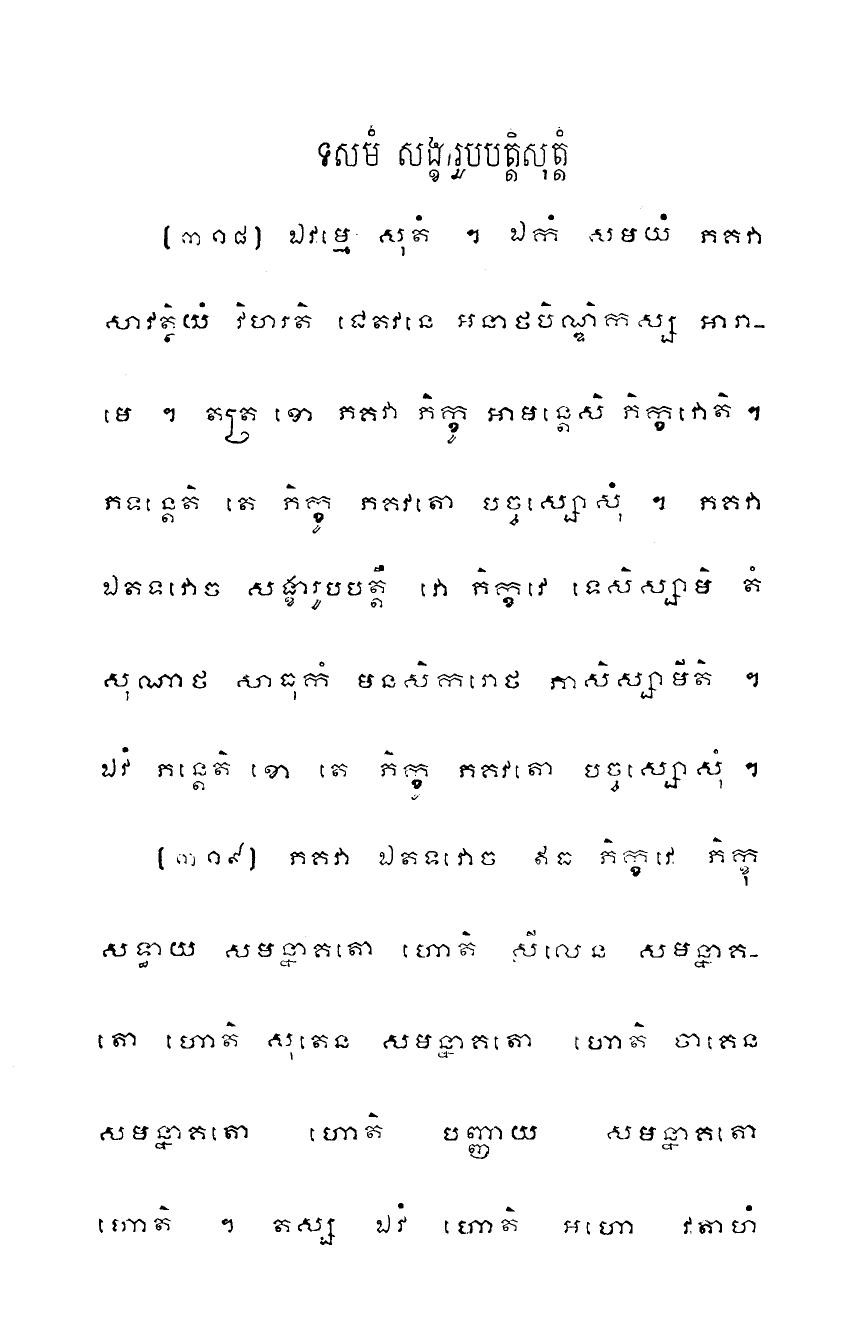 ទសមំ សង្ខារូបបត្តិសុត្តំ
(៣១៨) ឯវម្មេ សុតំ ។ ឯកំ សមយំ ភគវា
សាវត្ថិយំ វិហរតិ ជេតវនេ អនាថបិណ្ឌិកស្ស អារា-
មេ ។ តត្រ ខោ ភគវា ភិក្ខូ អាមន្តេសិ ភិក្ខវោតិ ។
ភទន្តេតិ តេ ភិក្ខូ ភគវតោ បច្ចស្សោសុំ ។ ភគវា
ឯតទវោច សង្ខារូបបត្តឹ វោ ភិក្ខវេ ទេសិស្សាមិ តំ
សុណាថ សាធុកំ មនសិករោថ ភាសិស្សាមីតិ ។
ឯវំ ភន្តេតិ ខោ តេ ភិក្ខូ ភគវតោ បច្ចស្សោសុំ ។
(៣១៩) ភគវា ឯតទវោច ឥធ ភិក្ខវេ ភិក្ខុ
សទ្ធាយ សមន្នាគតោ ហោតិ សីលេន សមន្នាគ-
តោ ហោតិ សុតេន សមន្នាគតោ ហោតិ ចាគេន
សមន្នាគតោ ហោតិ បញ្ញាយ សមន្នាគតោ
ហោតិ ។ តស្ស ឯវំ ហោតិ អហោ វតាហំ